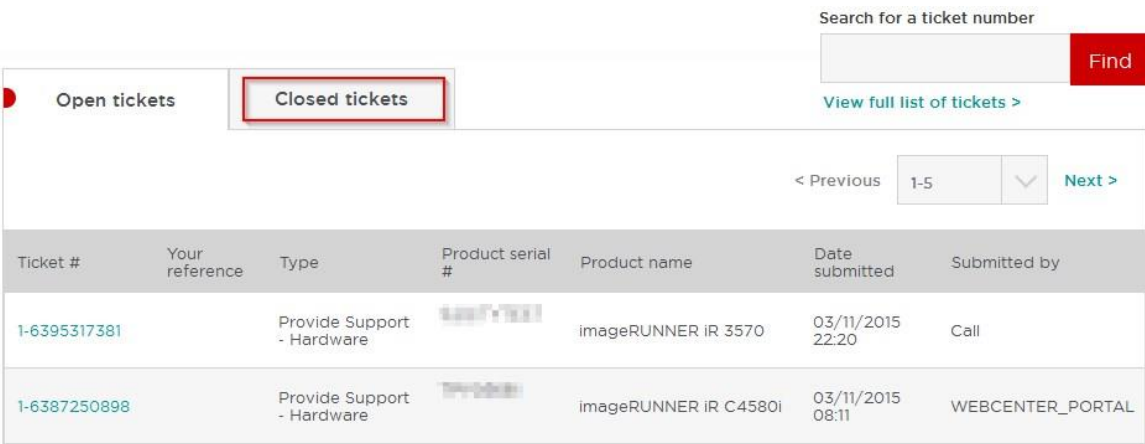 Search for a ticket number
Find
Open tickets
Closed tickets
View full list of tickets >
< Previous
1-5
Next >
Ticket #
Your
reference
Type
Product serial
#
Product name
Date
submitted
Submitted by
1-6395317381
Provide Support
- Hardware
imageRUNNER iR 3570
03/11/2015
22:20
Call
1-6387250898
Provide Support
- Hardware
imageRUNNER iR C4580i
03/11/2015
08:11
WEBCENTER_PORTAL